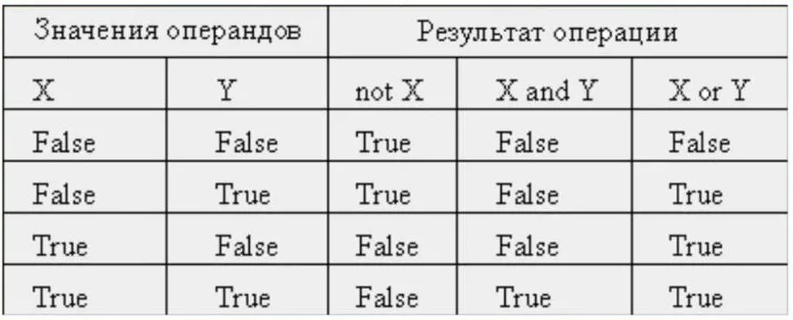 Значения операндов Результат операции
X Y not X X and Y X or Y
False False True False False
False True True False True
True False False False True
True True False True True